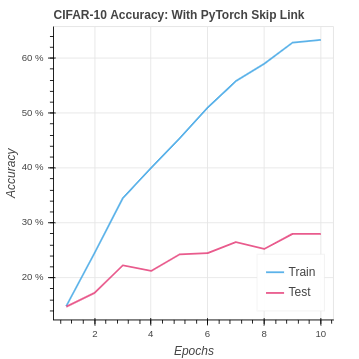 CIFAR-10 Accuracy: With PyTorch Skip Link
60 %
50 %
40 %
30 %
20 %
Accuracy
Train
Test
2 4 6 8 10
Epochs